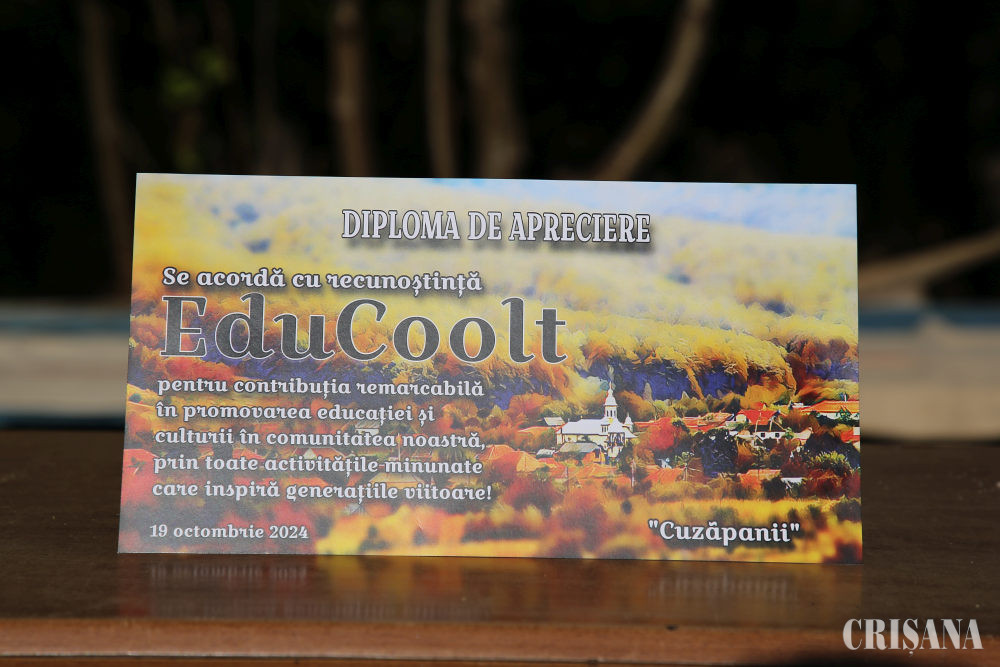 DIPLOMA DE APRECIERE
Se acordă cu recunoștință
EduCoolt
pentru contribuția remarcabilă
în promovarea educației și
culturii în comunitatea noastră,
prin toate activitățile minunate
care inspiră generațiile viitoare!
19 octombrie 2024
"Cuzăpanii"
CRIȘANA